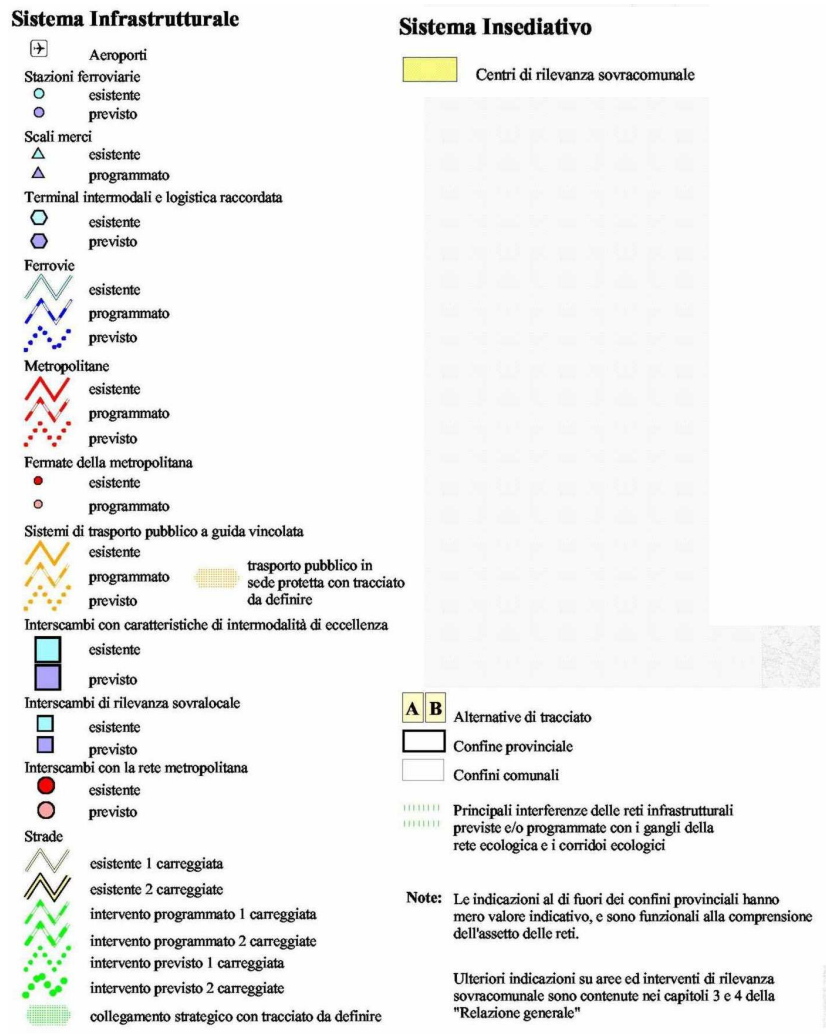 Sistema Infrastrutturale
Aeroporti
Stazioni ferroviarie
esistente
previsto
Scali merci
esistente
programmato
Terminal intermodali e logistica raccordata
esistente
previsto
Ferrovie
esistente
programmato
previsto
Metropolitane
esistente
programmato
previsto
Fermate della metropolitana
esistente
programmato
Sistemi di trasporto pubblico a guida vincolata
esistente
programmato
previsto
trasporto pubblico in
sede protetta con tracciato
da definire
Interscambi con caratteristiche di intermodalità di eccellenza
esistente
previsto
Interscambi di rilevanza sovralocale
esistente
previsto
Interscambi con la rete metropolitana
esistente
previsto
Strade
esistente 1 carreggiata
esistente 2 carreggiate
intervento programmato 1 carreggiata
intervento programmato 2 carreggiate
intervento previsto 1 carreggiata
intervento previsto 2 carreggiate
collegamento strategico con tracciato da definire
Sistema Insediativo
Centri di rilevanza sovracomunale
A B Alternative di tracciato
Confine provinciale
Confini comunali
Principali interferenze delle reti infrastrutturali
previste e/o programmate con i gangli della
rete ecologica e i corridoi ecologici
Note: Le indicazioni al di fuori dei confini provinciali hanno
mero valore indicativo, e sono funzionali alla comprensione
dell'assetto delle reti.
Ulteriori indicazioni su aree ed interventi di rilevanza
sovracomunale sono contenute nei capitoli 3 e 4 della
"Relazione generale"